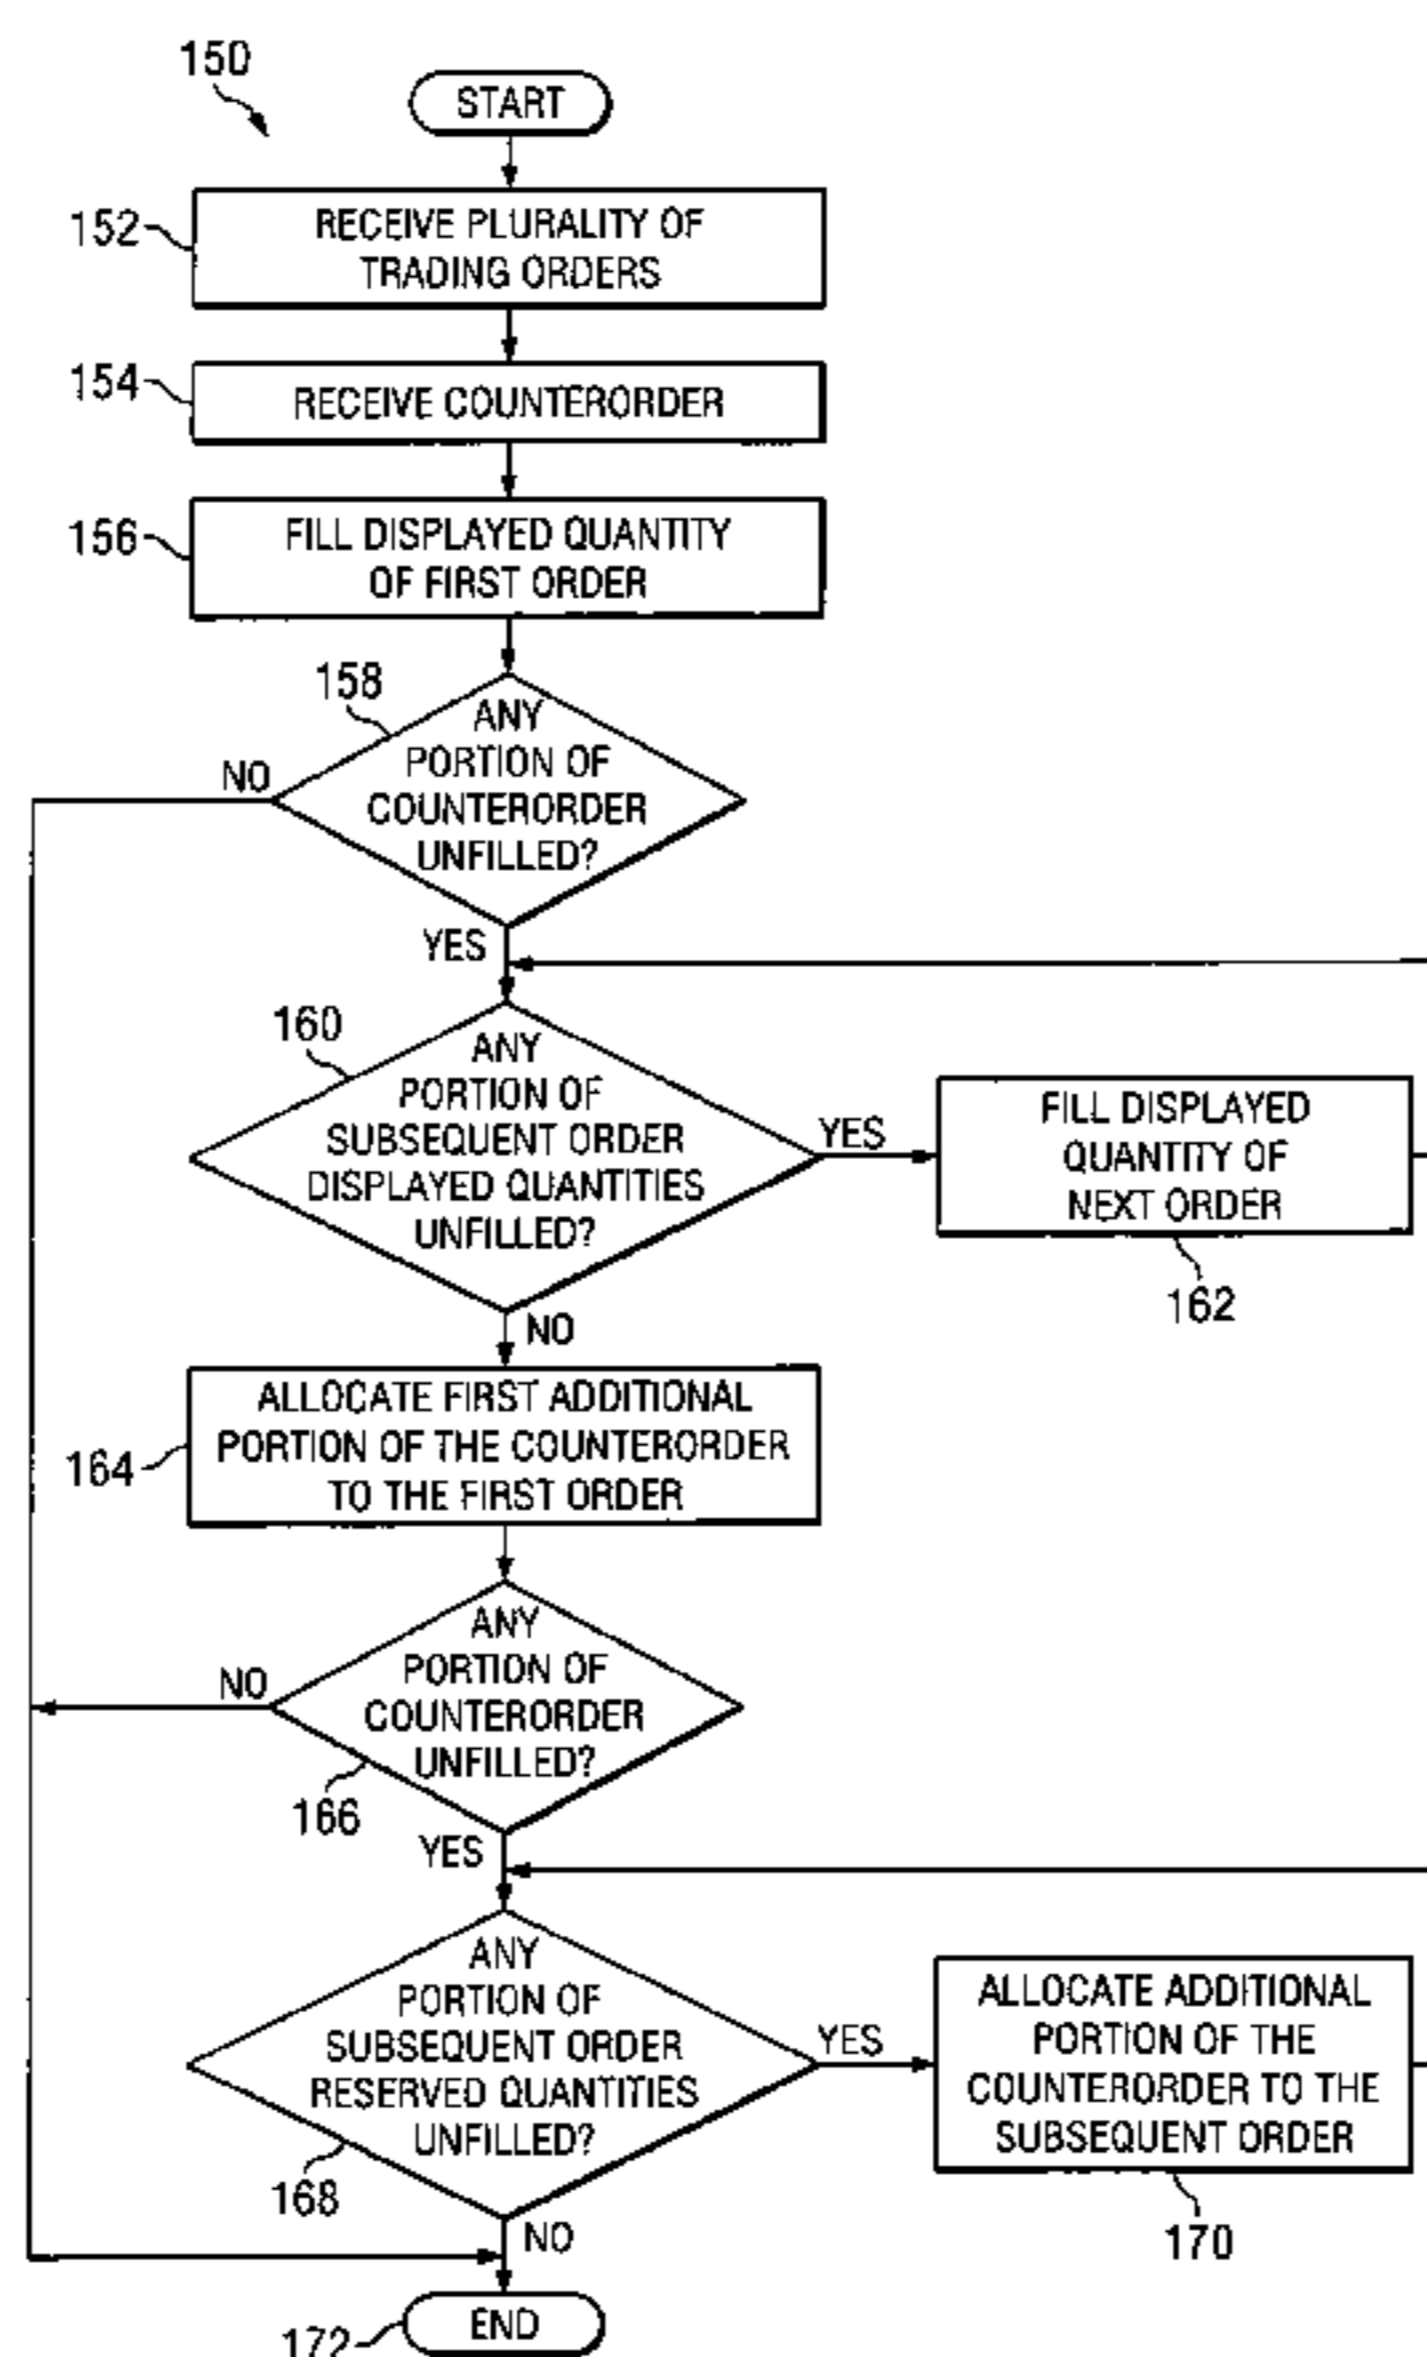 150
START
152
RECEIVE PLURALITY OF
TRADING ORDERS
154
RECEIVE COUNTERORDER
156
FILL DISPLAYED QUANTITY
OF FIRST ORDER
158
ANY
PORTION OF
COUNTERORDER
UNFILLED?
NO
YES
160
ANY
PORTION OF
SUBSEQUENT ORDER
DISPLAYED QUANTITIES
UNFILLED?
YES
FILL DISPLAYED
QUANTITY OF
NEXT ORDER
162
NO
164
ALLOCATE FIRST ADDITIONAL
PORTION OF THE COUNTERORDER
TO THE FIRST ORDER
ANY
PORTION OF
COUNTERORDER
UNFILLED?
NO
166
YES
ANY
PORTION OF
SUBSEQUENT ORDER
RESERVED QUANTITIES
UNFILLED?
168
YES
ALLOCATE ADDITIONAL
PORTION OF THE
COUNTERORDER TO THE
SUBSEQUENT ORDER
170
NO
END
172